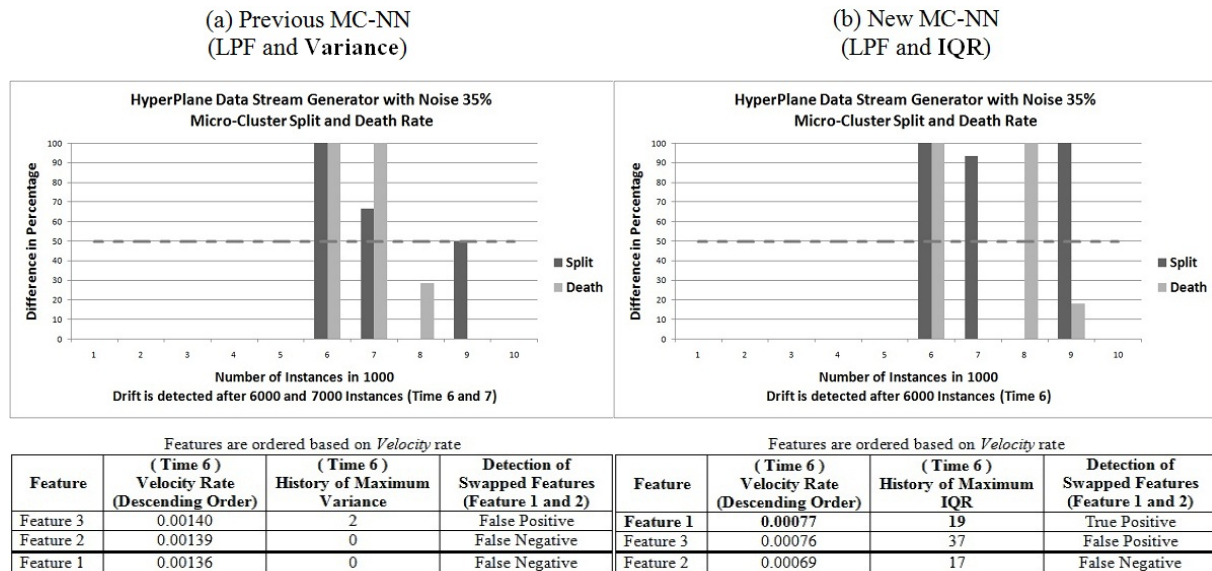 (a) Previous MC-NN
(LPF and Variance)
HyperPlane Data Stream Generator with Noise 35%
Micro-Cluster Split and Death Rate
Difference in Percentage
100
90
80
70
60
50
40
30
20
10
0
1 2 3 4 5 6 7 8 9 10
Split
Death
Number of Instances in 1000
Drift is detected after 6000 and 7000 Instances (Time 6 and 7)
Features are ordered based on Velocity rate
Feature ( Time 6 ) Velocity Rate (Descending Order) ( Time 6 ) History of Maximum Variance Detection of Swapped Features (Feature 1 and 2)
Feature 3 0.00140 2 False Positive
Feature 2 0.00139 0 False Negative
Feature 1 0.00136 0 False Negative
(b) New MC-NN
(LPF and IQR)
HyperPlane Data Stream Generator with Noise 35%
Micro-Cluster Split and Death Rate
Difference in Percentage
100
90
80
70
60
50
40
30
20
10
0
1 2 3 4 5 6 7 8 9 10
Split
Death
Number of Instances in 1000
Drift is detected after 6000 Instances (Time 6)
Features are ordered based on Velocity rate
Feature ( Time 6 ) Velocity Rate (Descending Order) ( Time 6 ) History of Maximum IQR Detection of Swapped Features (Feature 1 and 2)
Feature 1 0.00077 19 True Positive
Feature 3 0.00076 37 False Positive
Feature 2 0.00069 17 False Negative